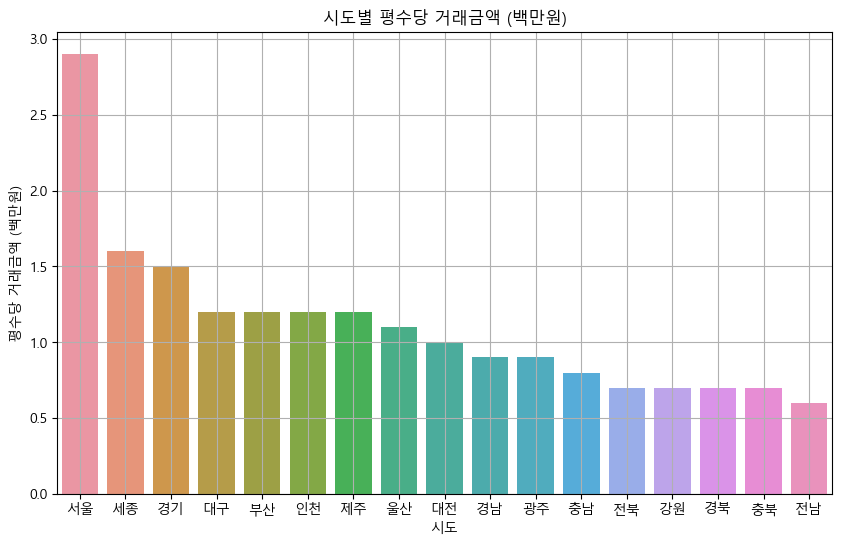 시도별 평수당 거래금액 (백만원)
평수당 거래금액 (백만원)
3.0
2.5
2.0
1.5
1.0
0.5
0.0
서울 세종 경기 대구 부산 인천 제주 울산 대전 경남 광주 충남 전북 강원 경북 충북 전남
시도